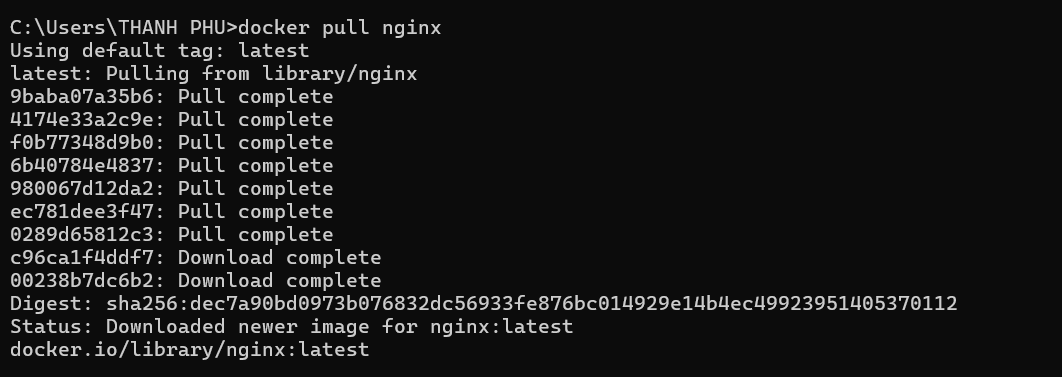 C:\Users\THANH PHU>docker pull nginx
Using default tag: latest
latest: Pulling from library/nginx
9baba07a35b6: Pull complete
4174e33a2c9e: Pull complete
f0b77348d9b0: Pull complete
6b40784e4837: Pull complete
980067d12da2: Pull complete
ec781dee3f47: Pull complete
0289d65812c3: Pull complete
c96ca1f4ddf7: Download complete
00238b7dc6b2: Download complete
Digest: sha256:dec7a90bd0973b076832dc56933fe876bc014929e14b4ec49923951405370112
Status: Downloaded newer image for nginx:latest
docker.io/library/nginx:latest